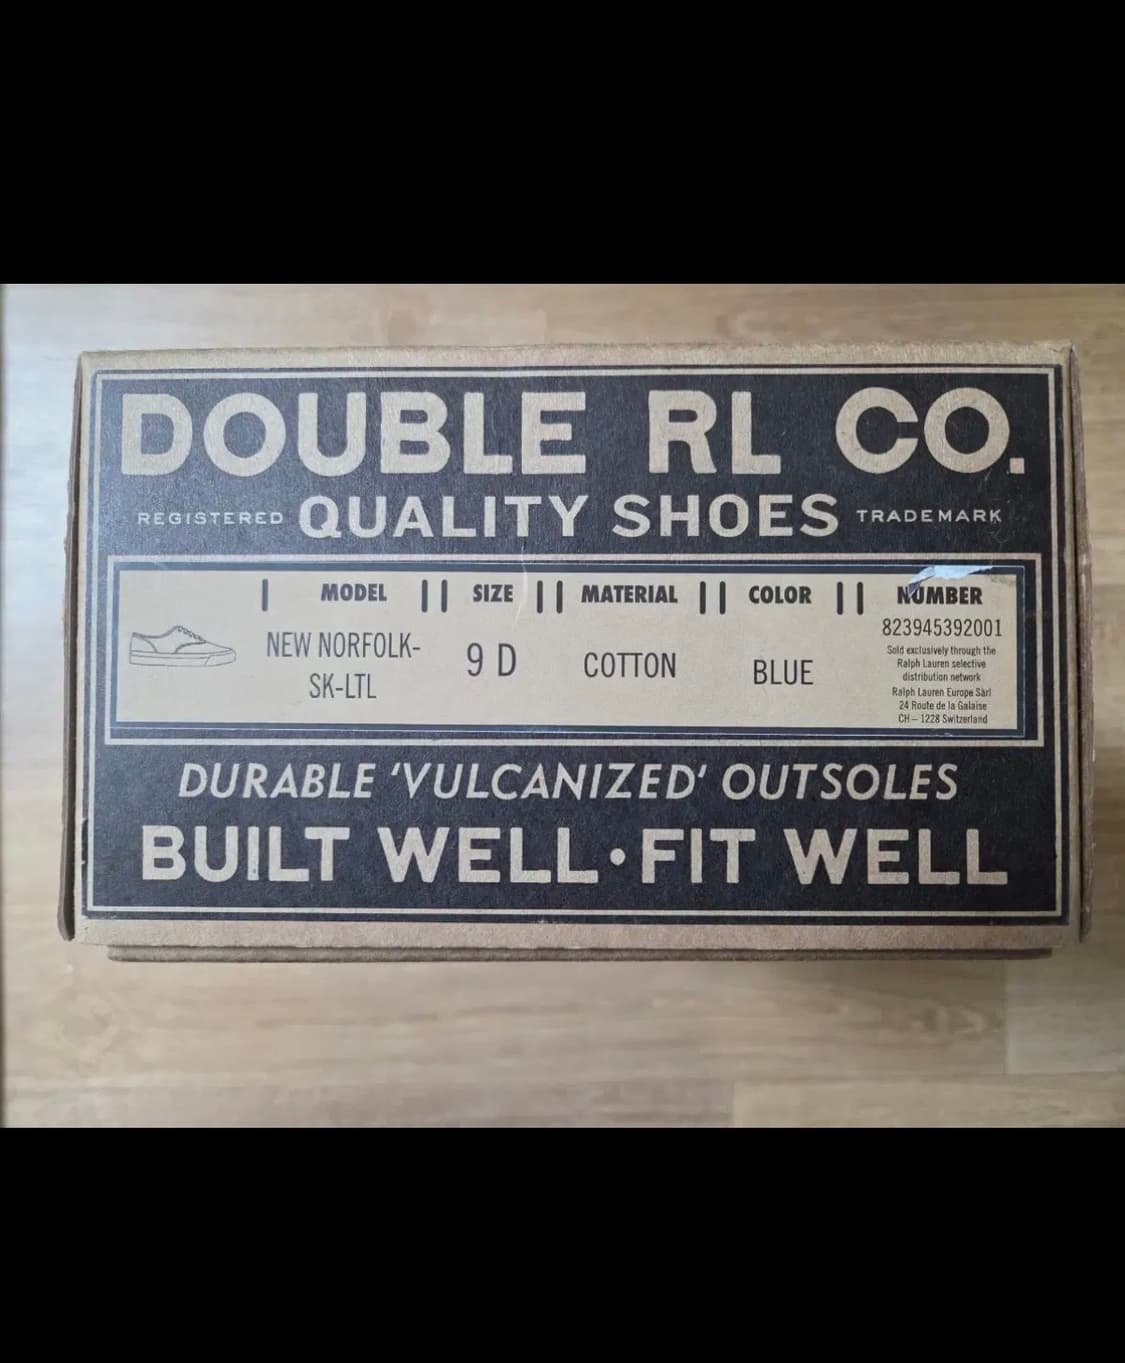 DOUBLE RL CO.
REGISTERED QUALITY SHOES TRADEMARK
MODEL SIZE MATERIAL COLOR NUMBER
NEW NORFOLK-
SK-LTL
9 D
COTTON
BLUE
823945392001
Sold exclusively through the
Ralph Lauren selective
distribution network
Ralph Lauren Europe Sàrl
24 Route de la Galaise
CH – 1228 Switzerland
DURABLE 'VULCANIZED' OUTSOLES
BUILT WELL • FIT WELL